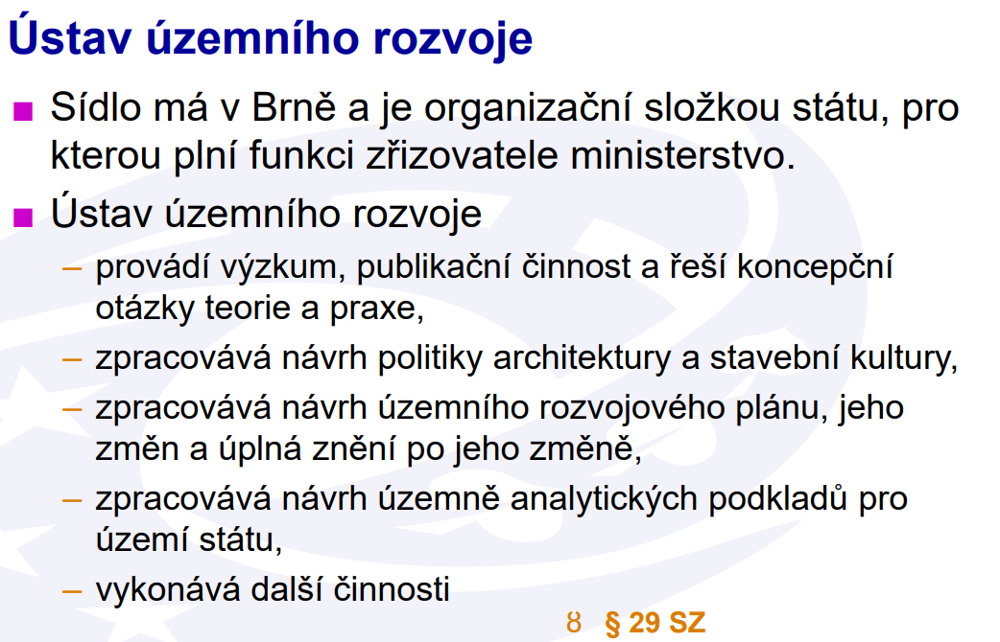 Ústav územního rozvoje
■ Sídlo má v Brně a je organizační složkou státu, pro
kterou plní funkci zřizovatele ministerstvo.
■ Ústav územního rozvoje
– provádí výzkum, publikační činnost a řeší koncepční
otázky teorie a praxe,
– zpracovává návrh politiky architektury a stavební kultury,
– zpracovává návrh územního rozvojového plánu, jeho
změn a úplná znění po jeho změně,
– zpracovává návrh územně analytických podkladů pro
území státu,
– vykonává další činnosti
8 § 29 SZ